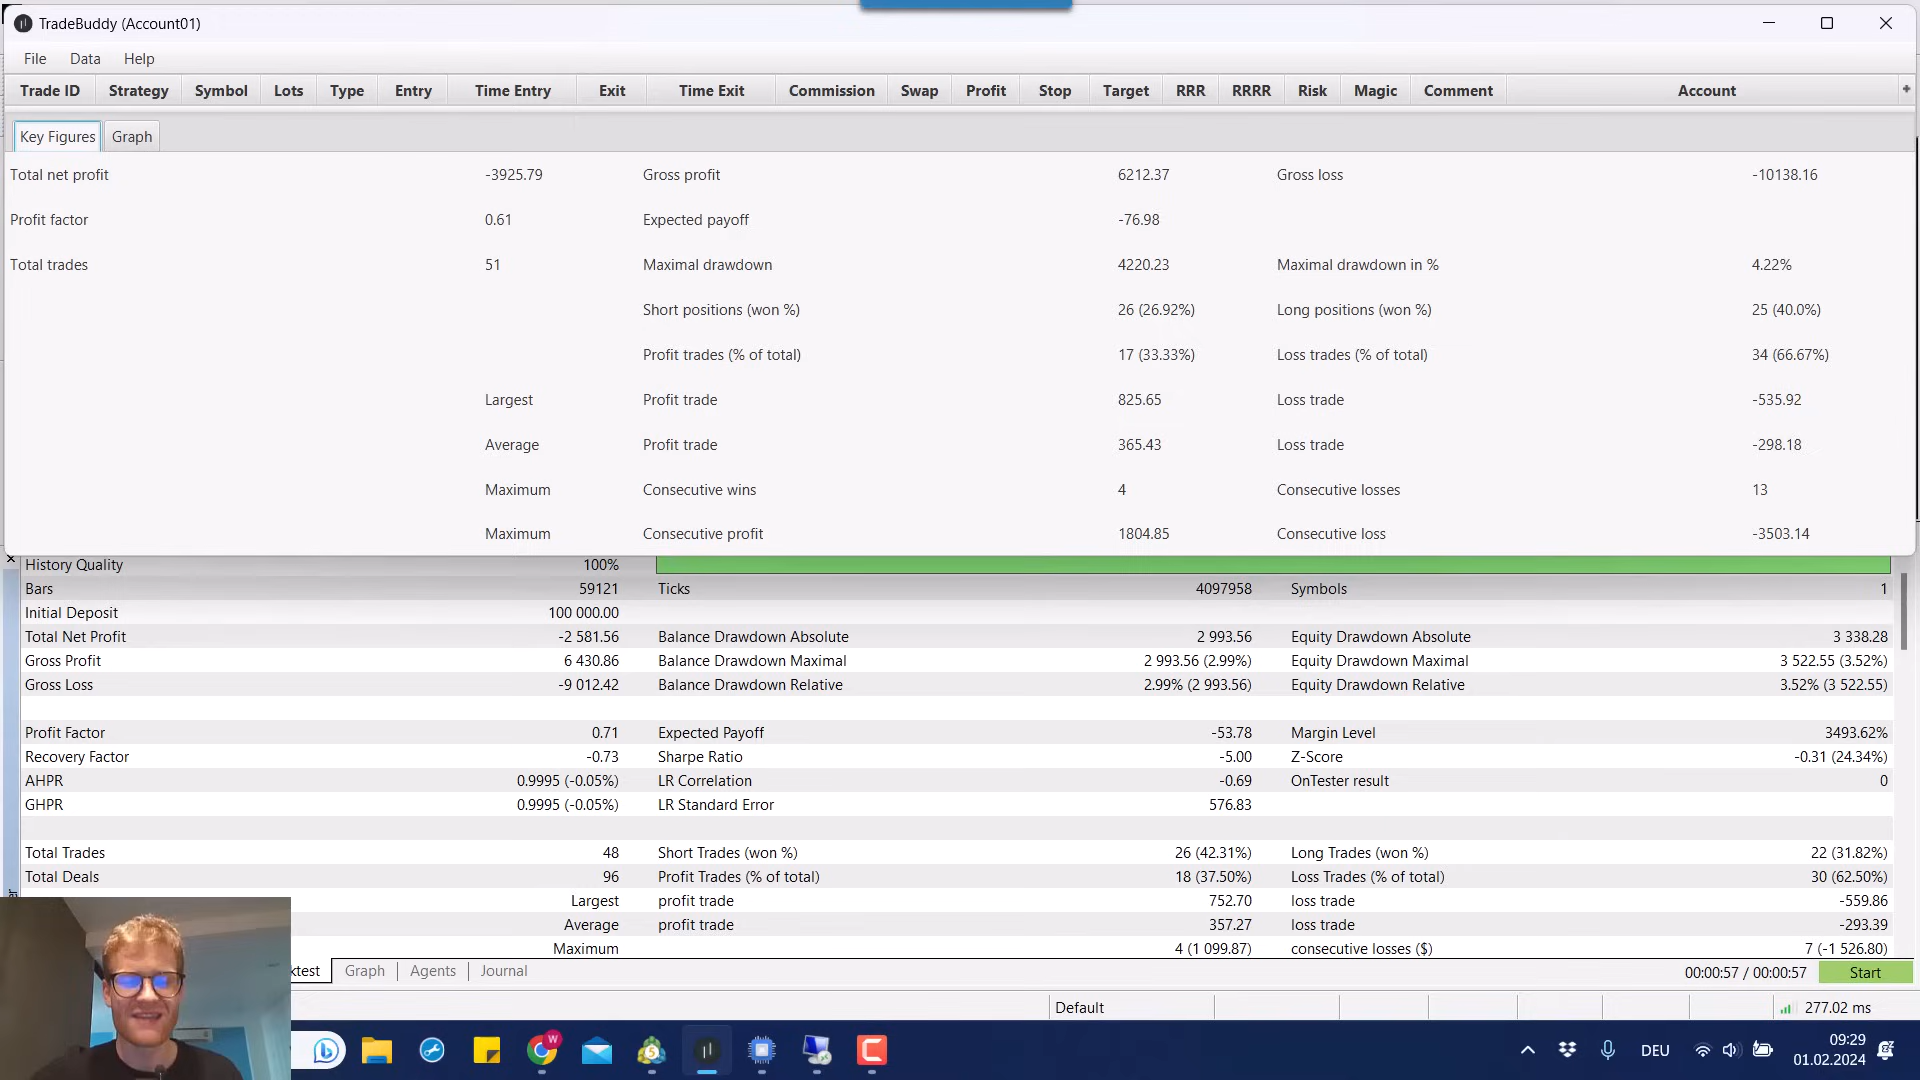 TradeBuddy (Account01)
File Data Help
Trade ID Strategy Symbol Lots Type Entry Time Entry Exit Time Exit Commission Swap Profit Stop Target RRR RRRR Risk Magic Comment Account +
Key Figures Graph
Total net profit -3925.79 Gross profit 6212.37 Gross loss -10138.16
Profit factor 0.61 Expected payoff -76.98
Total trades 51 Maximal drawdown 4220.23 Maximal drawdown in % 4.22%
Short positions (won %) 26 (26.92%) Long positions (won %) 25 (40.0%)
Profit trades (% of total) 17 (33.33%) Loss trades (% of total) 34 (66.67%)
Largest Profit trade 825.65 Loss trade -535.92
Average Profit trade 365.43 Loss trade -298.18
Maximum Consecutive wins 4 Consecutive losses 13
Maximum Consecutive profit 1804.85 Consecutive loss -3503.14
History Quality 100%
Bars 59121 Ticks 4097958 Symbols 1
Initial Deposit 100 000.00
Total Net Profit -2 581.56 Balance Drawdown Absolute 2 993.56 Equity Drawdown Absolute 3 338.28
Gross Profit 6 430.86 Balance Drawdown Maximal 2 993.56 (2.99%) Equity Drawdown Maximal 3 522.55 (3.52%)
Gross Loss -9 012.42 Balance Drawdown Relative 2.99% (2 993.56) Equity Drawdown Relative 3.52% (3 522.55)
Profit Factor 0.71 Expected Payoff -53.78 Margin Level 3493.62%
Recovery Factor -0.73 Sharpe Ratio -5.00 Z-Score -0.31 (24.34%)
AHPR 0.9995 (-0.05%) LR Correlation -0.69 OnTester result 0
GHPR 0.9995 (-0.05%) LR Standard Error 576.83
Total Trades 48 Short Trades (won %) 26 (42.31%) Long Trades (won %) 22 (31.82%)
Total Deals 96 Profit Trades (% of total) 18 (37.50%) Loss Trades (% of total) 30 (62.50%)
Largest profit trade 752.70 loss trade -559.86
Average profit trade 357.27 loss trade -293.39
Maximum 4 (1 099.87) consecutive losses ($) 7 (-1 526.80)
ktest Graph Agents Journal 00:00:57 / 00:00:57 Start
Default 277.02 ms
W DEU 09:29
01.02.2024